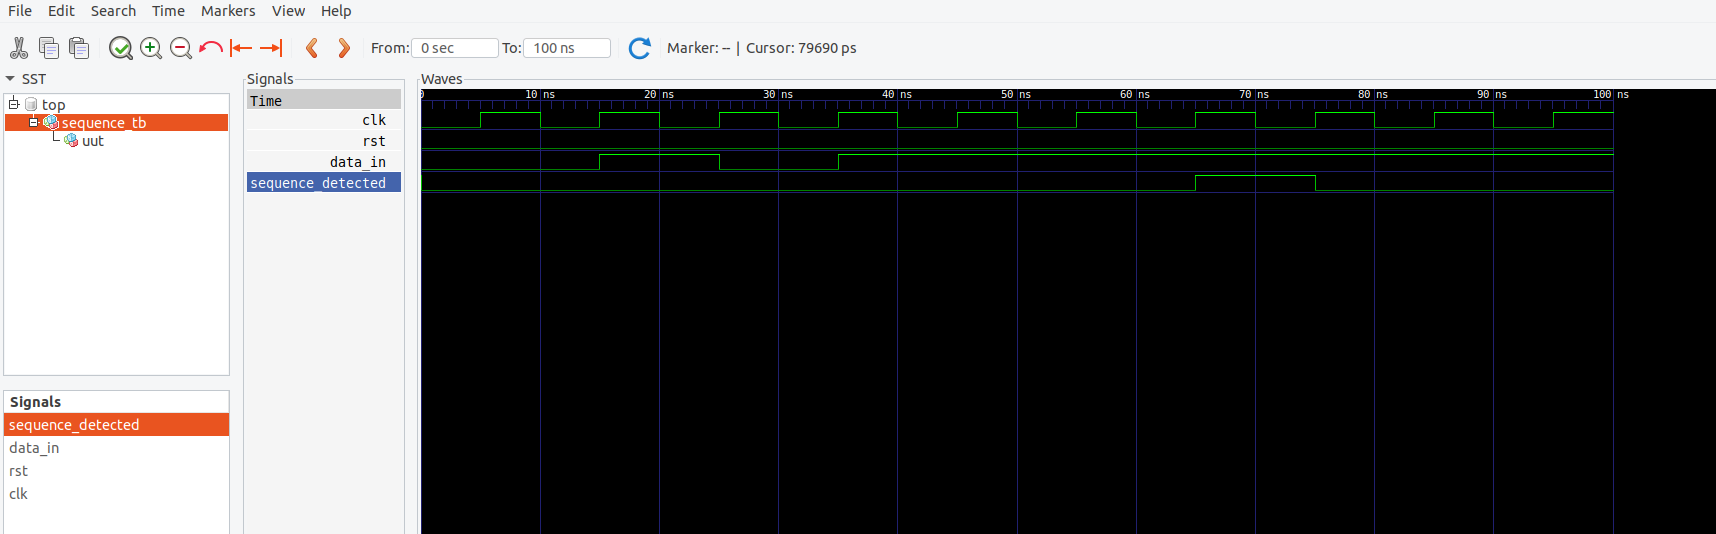 File Edit Search Time Markers View Help
From: 0 sec To: 100 ns Marker: -- | Cursor: 79690 ps
SST
top
sequence_tb
uut
Signals
sequence_detected
data_in
rst
clk
Signals
Time
clk
rst
data_in
sequence_detected
Waves
0 10 ns 20 ns 30 ns 40 ns 50 ns 60 ns 70 ns 80 ns 90 ns 100 ns